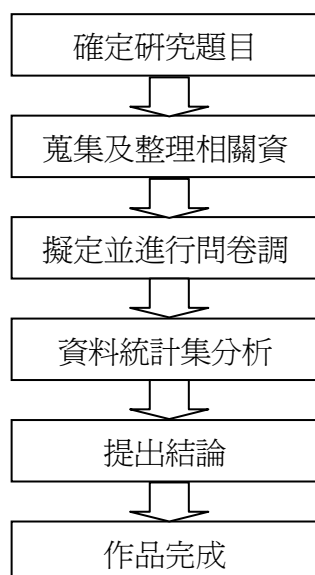 確定研究題目
蒐集及整理相關資
擬定並進行問卷調
資料統計集分析
提出結論
作品完成